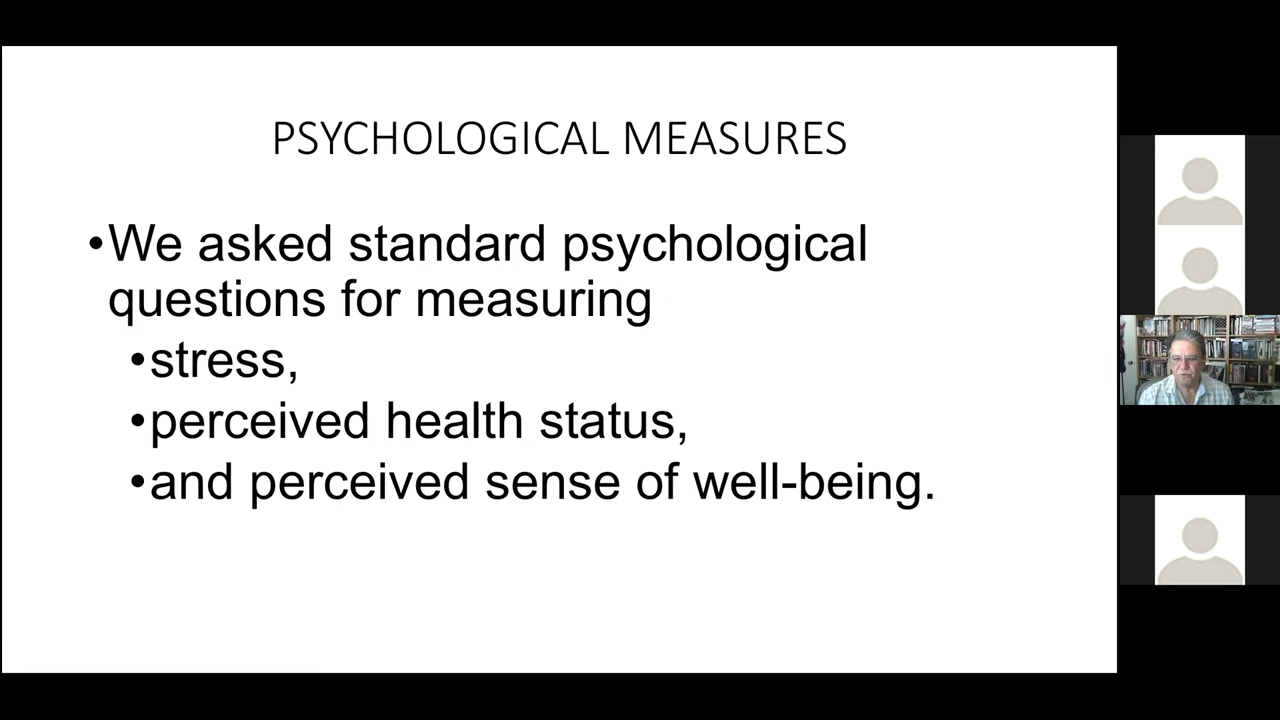 PSYCHOLOGICAL MEASURES
•We asked standard psychological
questions for measuring
•stress,
•perceived health status,
•and perceived sense of well-being.